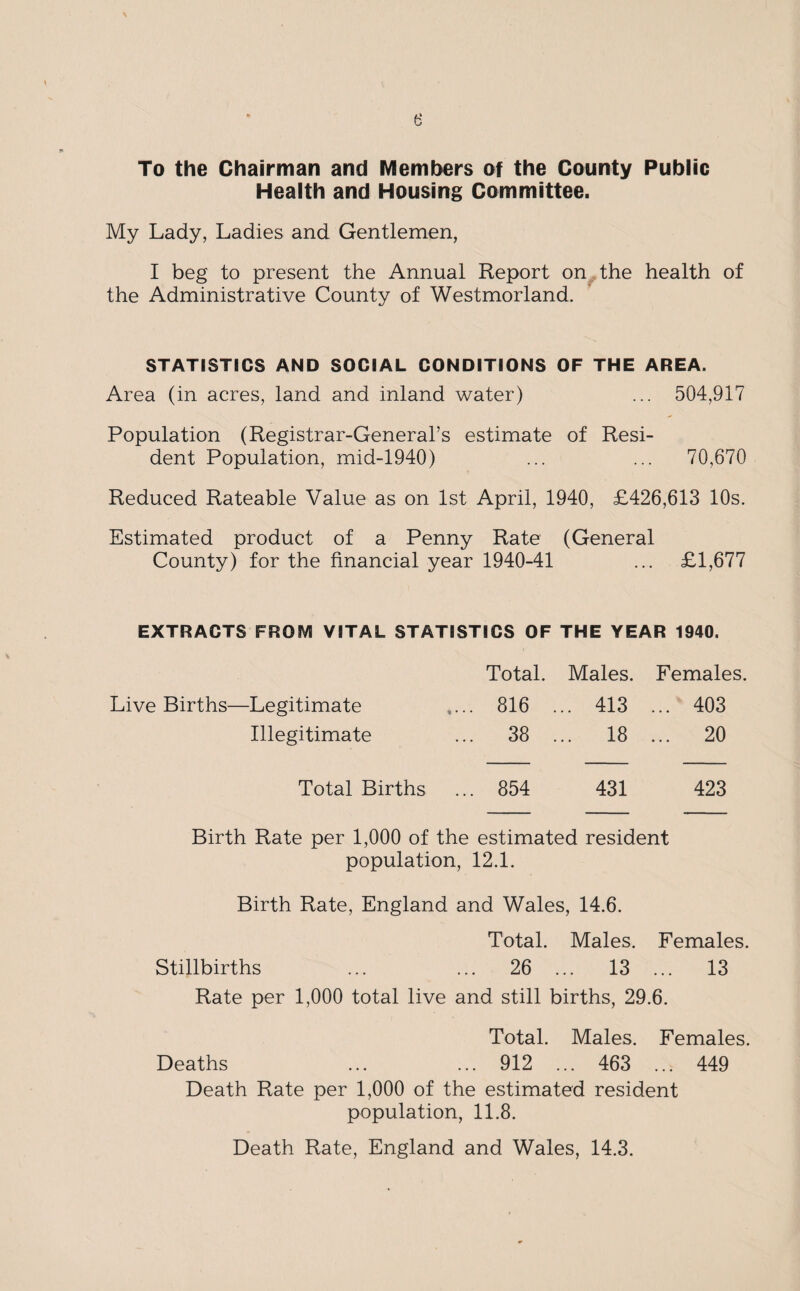 6
To the Chairman and Members of the County Public
Health and Housing Committee.
My Lady, Ladies and Gentlemen,
I beg to present the Annual Report on the health of
the Administrative County of Westmorland.
STATISTICS AND SOCIAL CONDITIONS OF THE AREA.
Area (in acres, land and inland water) ... 504,917
Population (Registrar-General's estimate of Resi-
dent Population, mid-1940) ... ... 70,670
Reduced Rateable Value as on 1st April, 1940, £426,613 10s.
Estimated product of a Penny Rate (General
County) for the financial year 1940-41 ... £1,677
EXTRACTS FROM VITAL STATISTICS OF THE YEAR 1940.
Total. Males. Females.
Live Births—Legitimate ... 816 ... 413 ... 403
Illegitimate ... 38 ... 18 ... 20
Total Births ... 854 431 423
Birth Rate per 1,000 of the estimated resident
population, 12.1.
Birth Rate, England and Wales, 14.6.
Total. Males. Females.
Stillbirths ... ... 26 ... 13 ... 13
Rate per 1,000 total live and still births, 29.6.
Total. Males. Females.
Deaths ... ... 912 ... 463 ... 449
Death Rate per 1,000 of the estimated resident
population, 11.8.
Death Rate, England and Wales, 14.3.